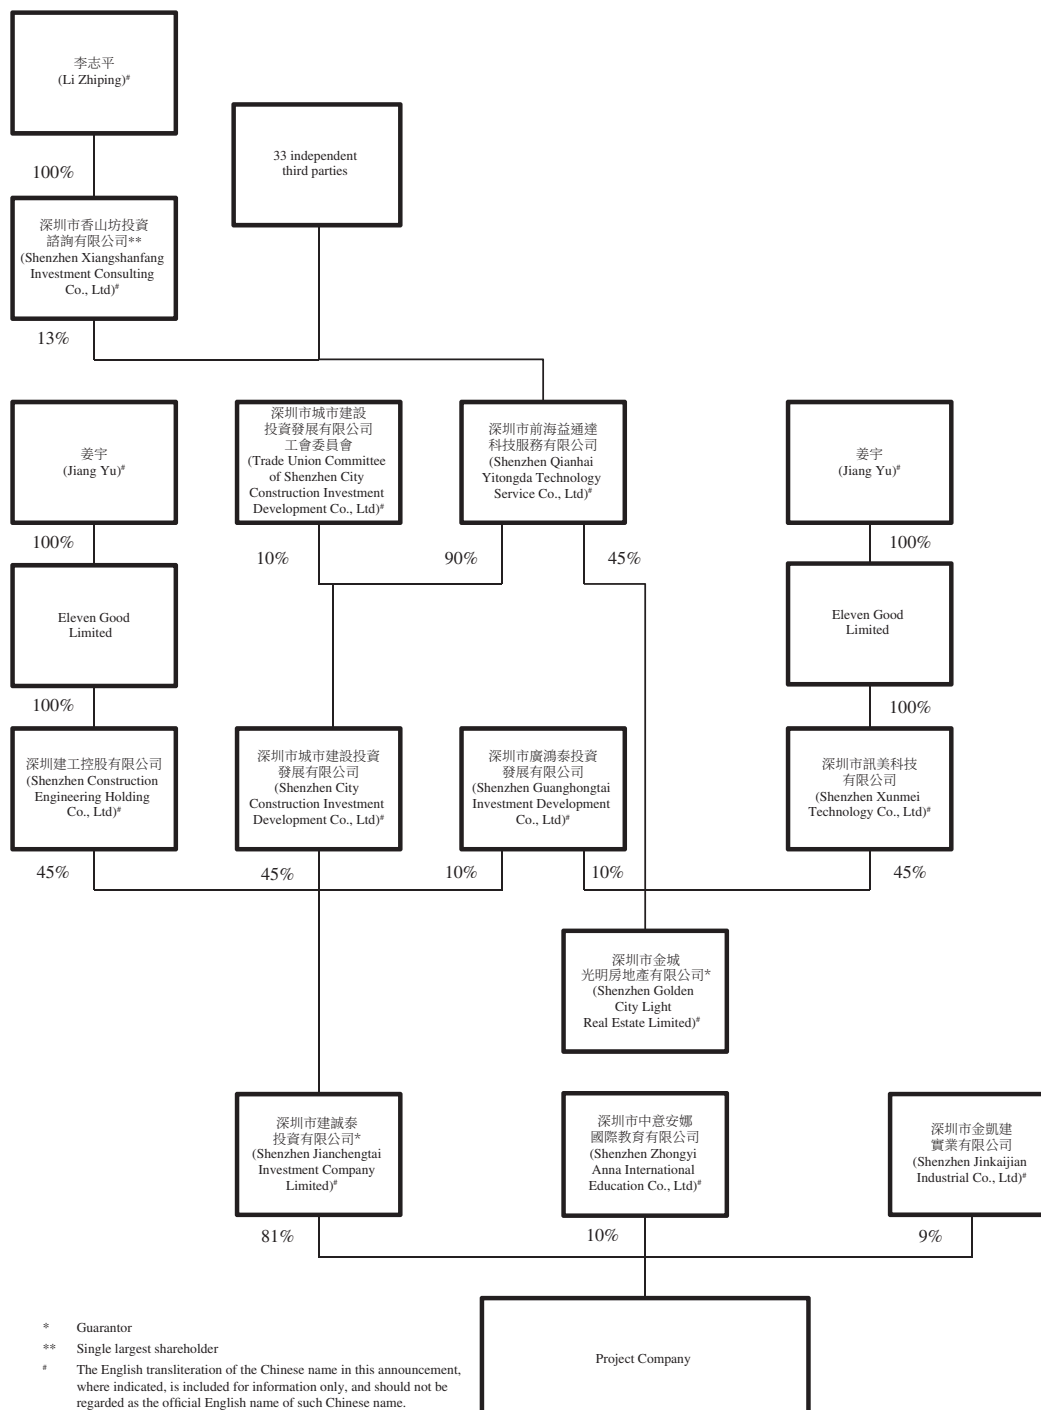 李志平
(Li Zhiping)#
100%
33 independent
third parties
深圳市香山坊投資
諮詢有限公司**
(Shenzhen Xiangshanfang
Investment Consulting
Co., Ltd)#
13%
姜宇
(Jiang Yu)#
深圳市城市建設
投資發展有限公司
工會委員會
(Trade Union Committee
of Shenzhen City
Construction Investment
Development Co., Ltd)#
深圳市前海益通達
科技服務有限公司
(Shenzhen Qianhai
Yitongda Technology
Service Co., Ltd)#
姜宇
(Jiang Yu)#
100%
10%
90%
45%
100%
Eleven Good
Limited
Eleven Good
Limited
100%
100%
深圳建工控股有限公司
(Shenzhen Construction
Engineering Holding
Co., Ltd)#
深圳市城市建設投資
發展有限公司
(Shenzhen City
Construction Investment
Development Co., Ltd)#
深圳市廣鴻泰投資
發展有限公司
(Shenzhen Guanghongtai
Investment Development
Co., Ltd)#
深圳市訊美科技
有限公司
(Shenzhen Xunmei
Technology Co., Ltd)#
45%
45%
10%
10%
45%
深圳市金城
光明房地產有限公司*
(Shenzhen Golden
City Light
Real Estate Limited)#
深圳市建誠泰
投資有限公司*
(Shenzhen Jianchengtai
Investment Company
Limited)#
深圳市中意安娜
國際教育有限公司
(Shenzhen Zhongyi
Anna International
Education Co., Ltd)#
深圳市金凱建
實業有限公司
(Shenzhen Jinkaijian
Industrial Co., Ltd)#
81%
10%
9%
Project Company
* Guarantor
** Single largest shareholder
# The English transliteration of the Chinese name in this announcement,
where indicated, is included for information only, and should not be
regarded as the official English name of such Chinese name.